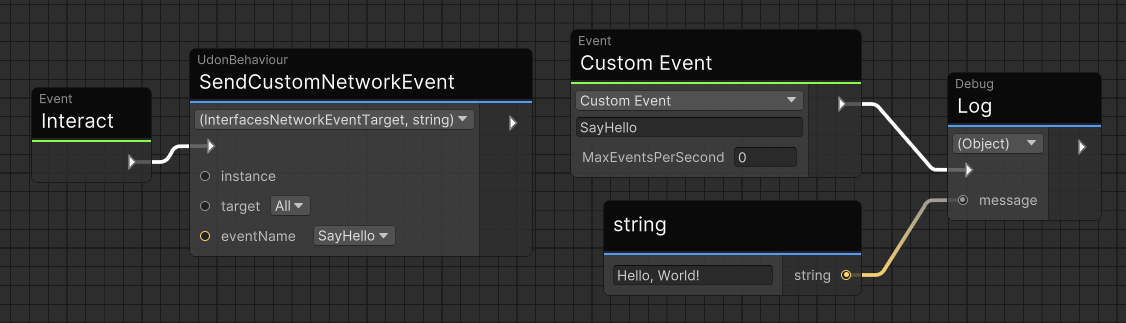 Event
Interact
UdonBehaviour
SendCustomNetworkEvent
(InterfacesNetworkEventTarget, string)
instance
target All
eventName SayHello
Event
Custom Event
Custom Event
SayHello
MaxEventsPerSecond 0
string
Hello, World! string
Debug
Log
(Object)
message